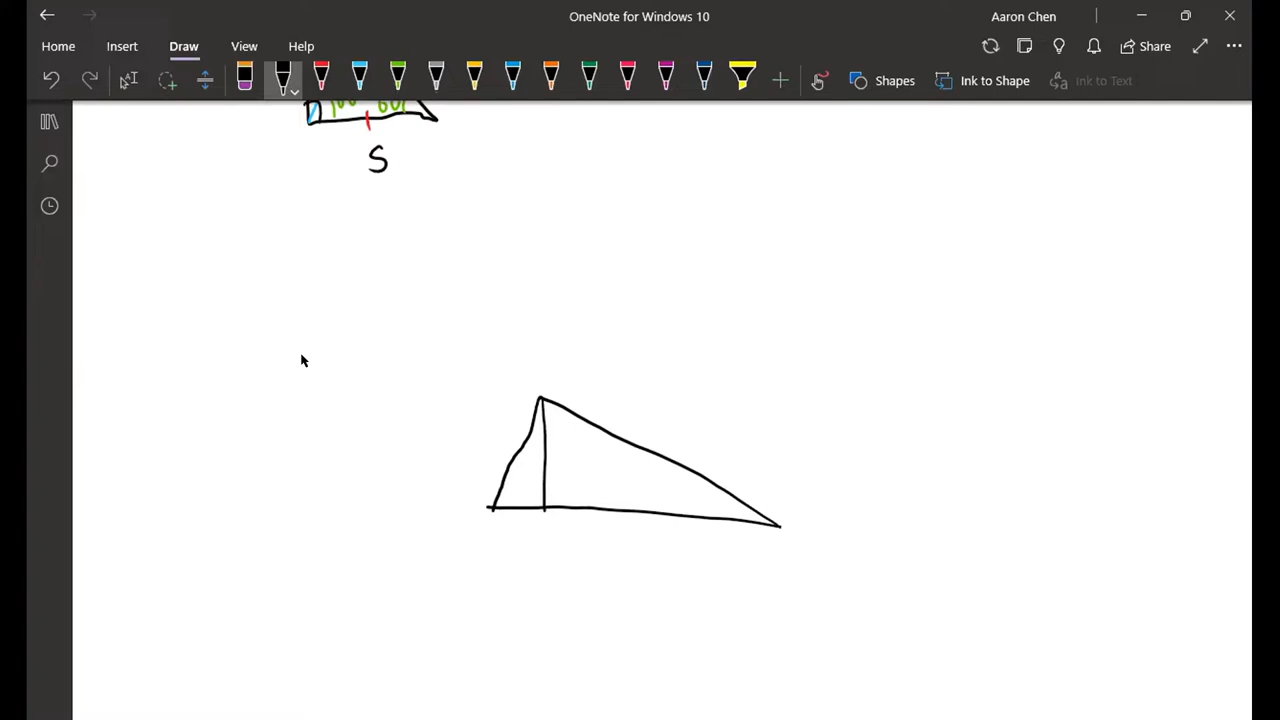 OneNote for Windows 10
Aaron Chen
Home Insert Draw View Help
Share
Shapes
Ink to Shape
Ink to Text
S